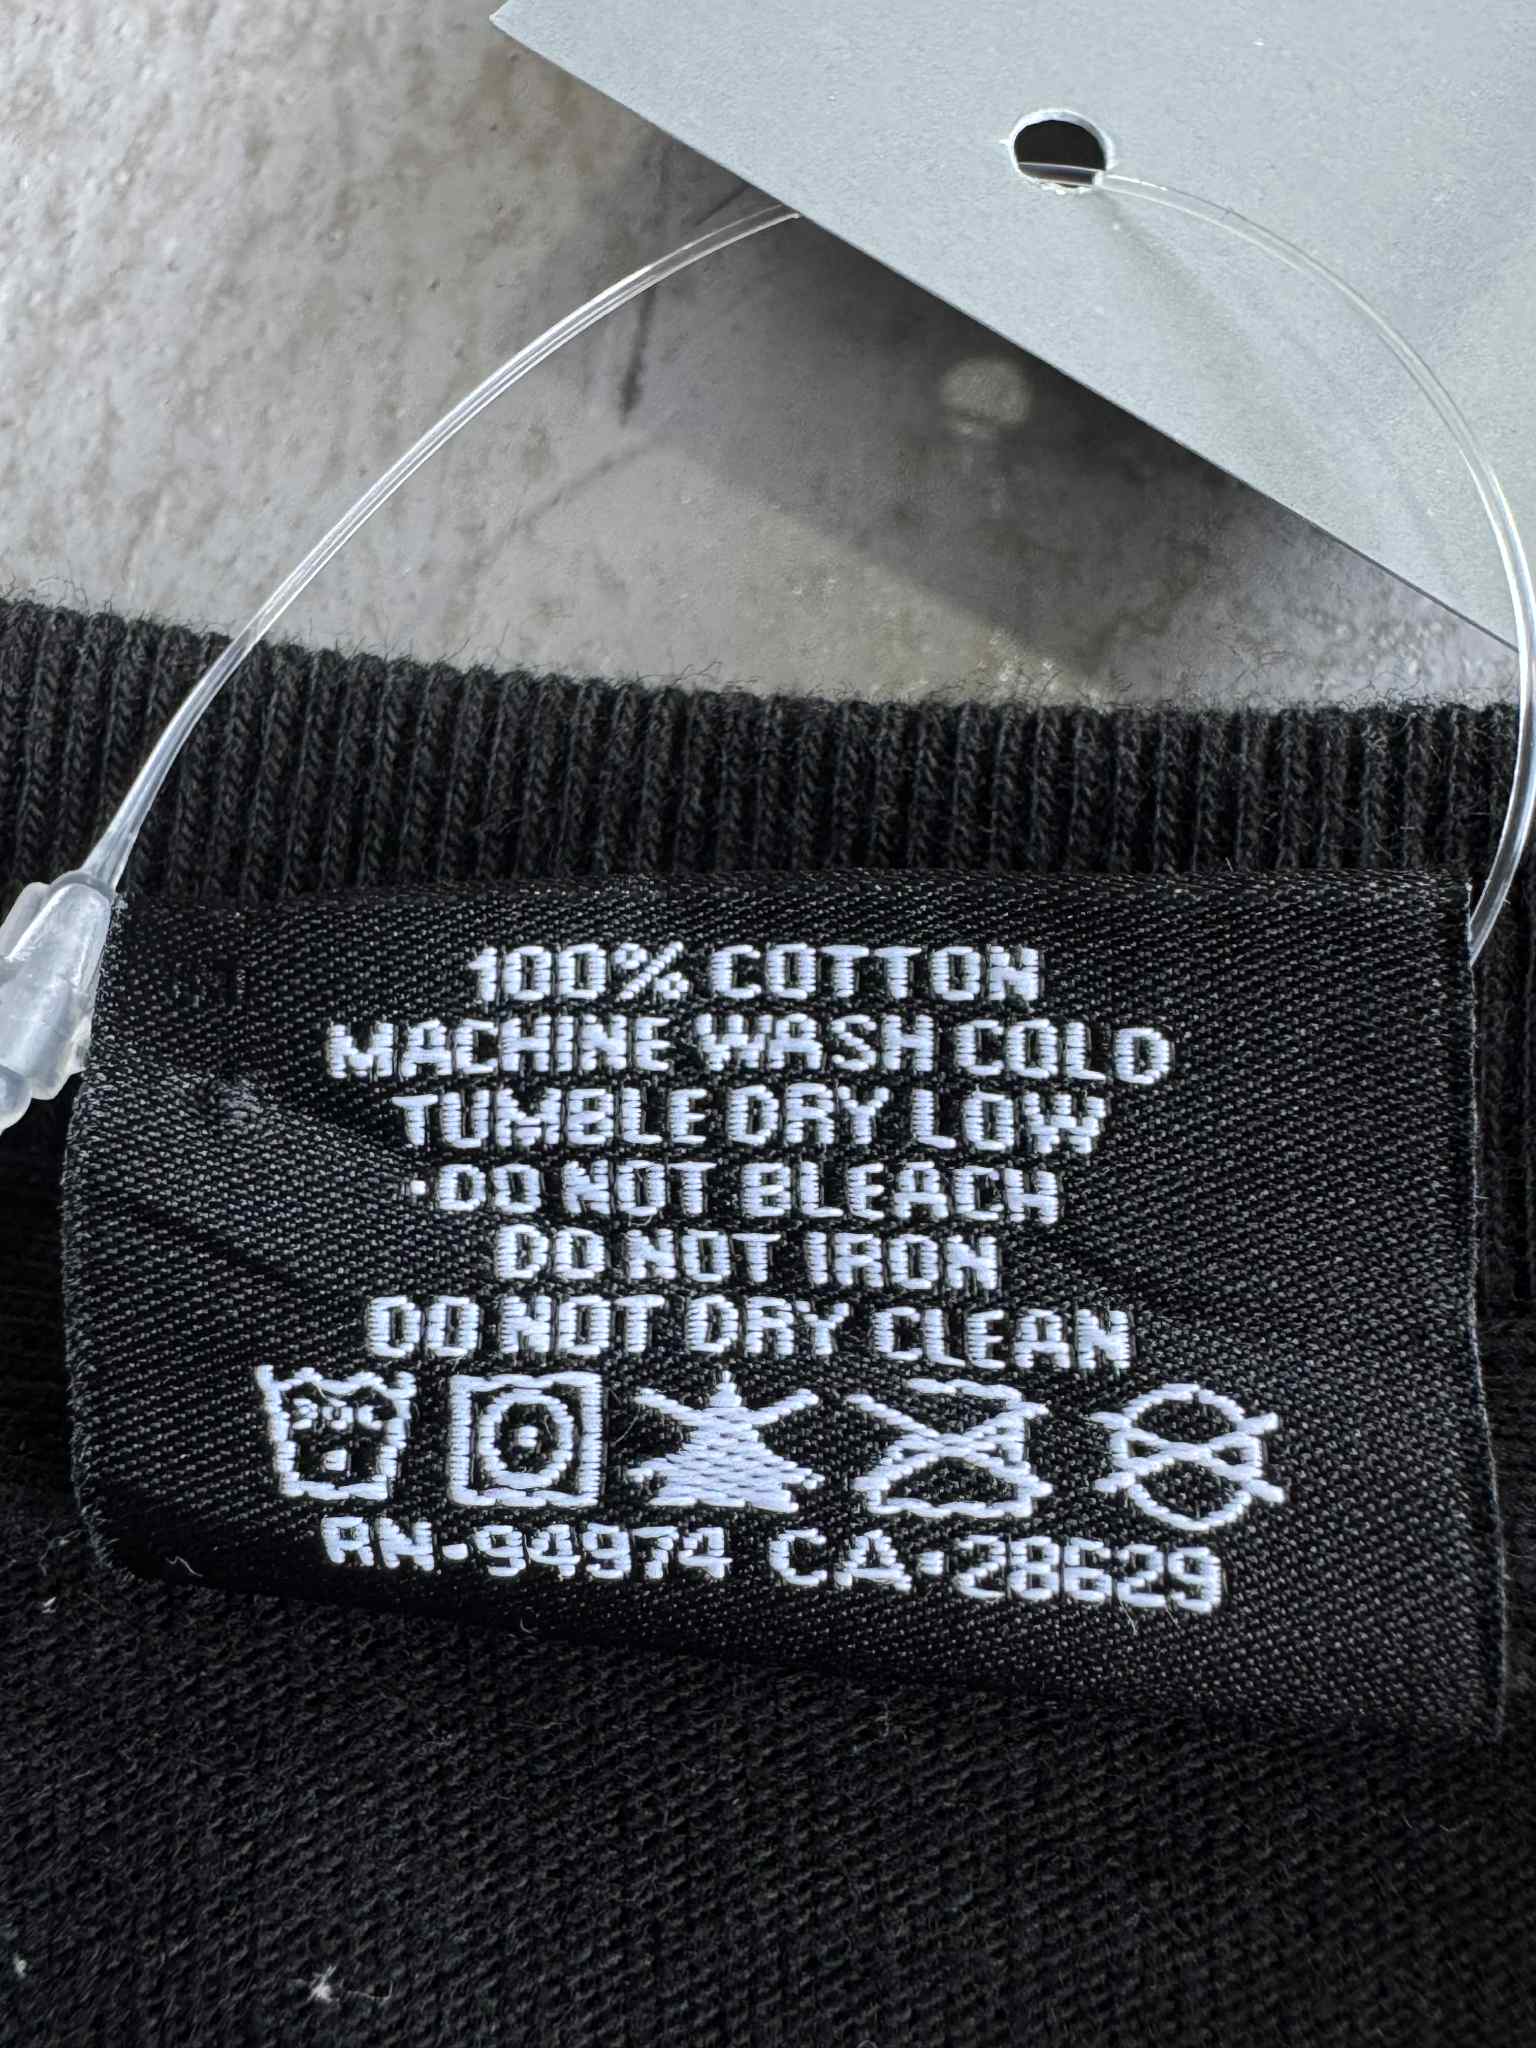 100% COTTON
MACHINE WASH COLD
TUMBLE DRY LOW
DO NOT BLEACH
DO NOT IRON
DO NOT DRY CLEAN
30C
RN-94974 CA-28629